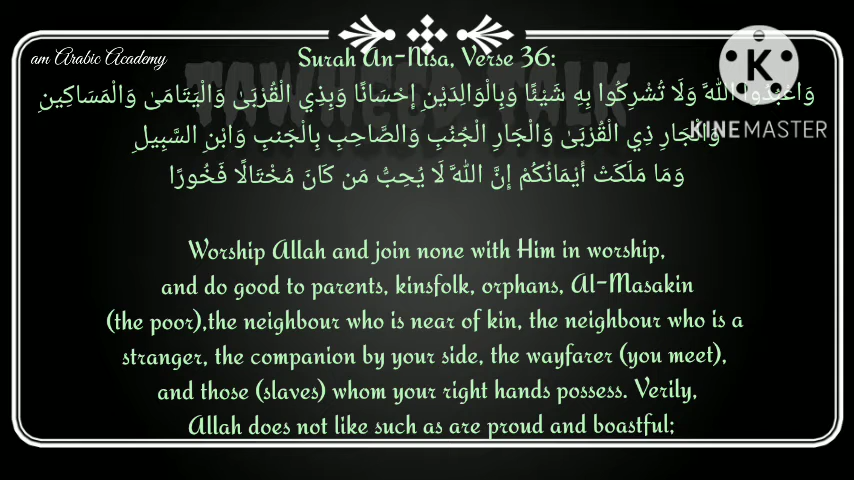 am Arabic Academy
Surah An-Nisa, Verse 36:
وَاعْبُدُوا اللَّهَ وَلَا تُشْرِكُوا بِهِ شَيْئًا وَبِالْوَالِدَيْنِ إِحْسَانًا وَبِذِي الْقُرْبَىٰ وَالْيَتَامَىٰ وَالْمَسَاكِينِ
وَالْجَارِ ذِي الْقُرْبَىٰ وَالْجَارِ الْجُنُبِ وَالصَّاحِبِ بِالْجَنبِ وَابْنِ السَّبِيلِ
وَمَا مَلَكَتْ أَيْمَانُكُمْ إِنَّ اللَّهَ لَا يُحِبُّ مَن كَانَ مُخْتَالًا فَخُورًا
Worship Allah and join none with Him in worship,
and do good to parents, kinsfolk, orphans, Al-Masakin
(the poor),the neighbour who is near of kin, the neighbour who is a
stranger, the companion by your side, the wayfarer (you meet),
and those (slaves) whom your right hands possess. Verily,
Allah does not like such as are proud and boastful;
K
KINEMASTER
TAWHEED TALK